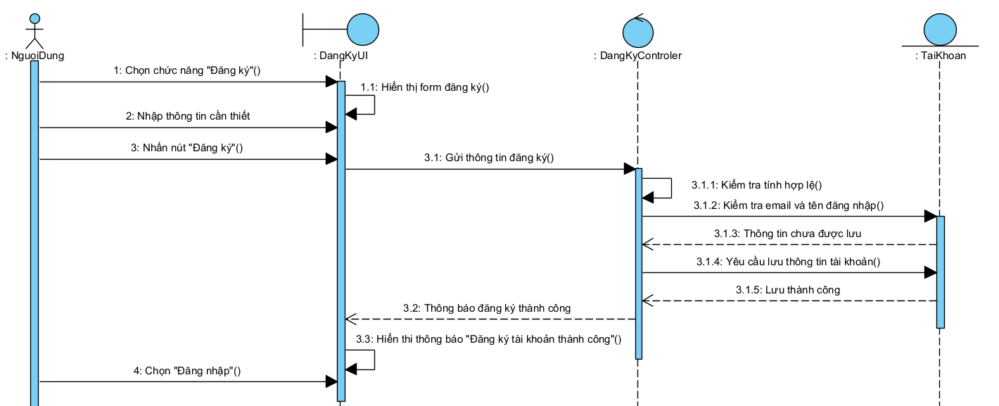 : NguoiDung
: DangKyUI
: DangKyControler
: TaiKhoan
1: Chọn chức năng "Đăng ký"()
1.1: Hiển thị form đăng ký()
2: Nhập thông tin cần thiết
3: Nhấn nút "Đăng ký"()
3.1: Gửi thông tin đăng ký()
3.1.1: Kiểm tra tính hợp lệ()
3.1.2: Kiểm tra email và tên đăng nhập()
3.1.3: Thông tin chưa được lưu
3.1.4: Yêu cầu lưu thông tin tài khoản()
3.1.5: Lưu thành công
3.2: Thông báo đăng ký thành công
3.3: Hiển thi thông báo "Đăng ký tài khoản thành công"()
4: Chọn "Đăng nhập"()